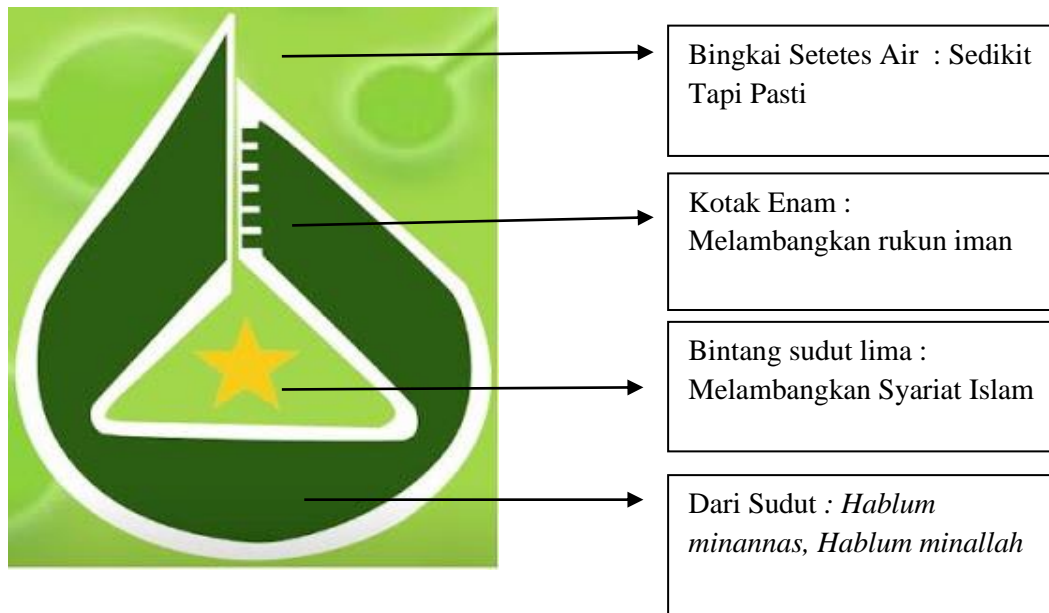 Bingkai Setetes Air : Sedikit
Tapi Pasti
Kotak Enam :
Melambangkan rukun iman
Bintang sudut lima :
Melambangkan Syariat Islam
Dari Sudut : Hablum
minannas, Hablum minallah